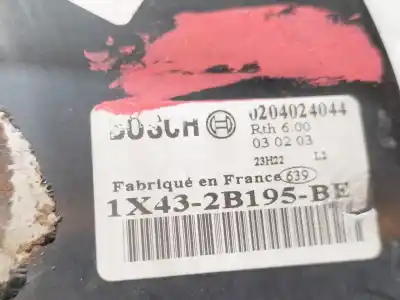 BOSCH 0204024044
Rth 6.00
03 02 03
23H22 L2
Fabriqué en France 639
1X43-2B195-BE